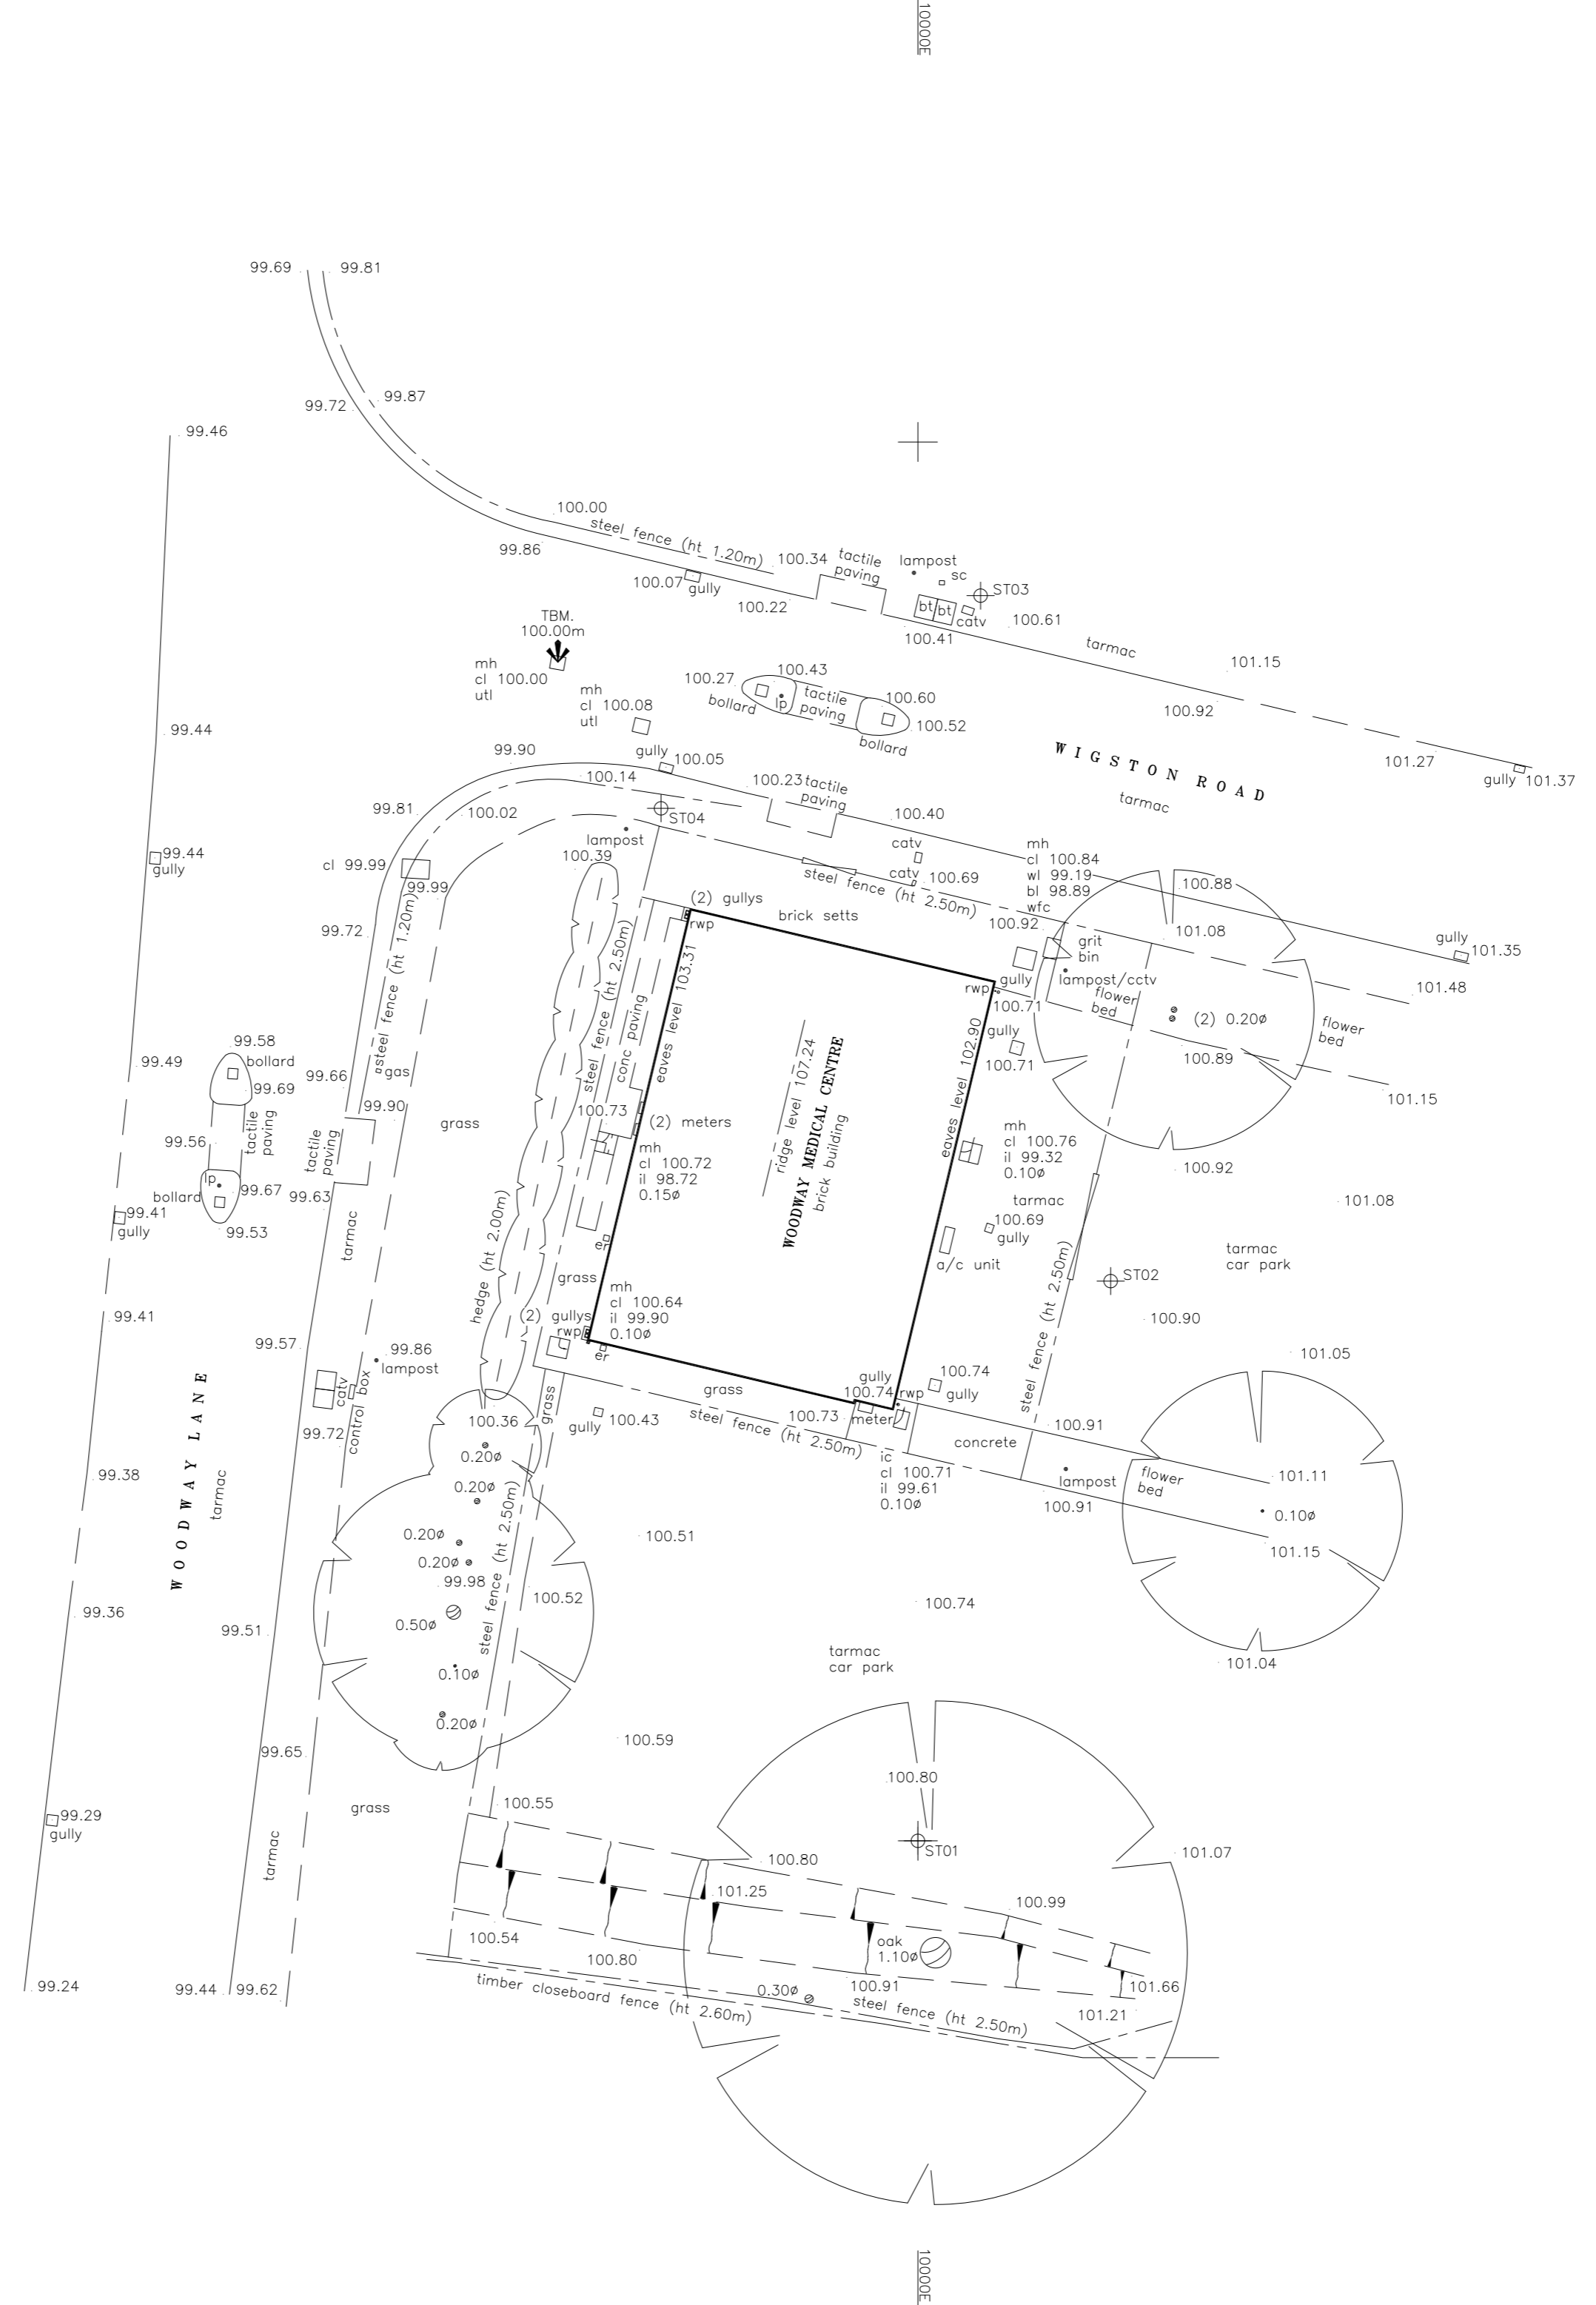 10000E
99.69
99.81
99.87
99.72
99.46
100.00
steel fence (ht 1.20m)
99.86
100.34
tactile
paving
lampost
sc
ST03
100.07
gully
100.22
bt
bt
catv
100.61
100.41
tarmac
TBM.
100.00m
mh
cl 100.00
utl
mh
cl 100.08
utl
101.15
100.43
100.27
tactile
paving
lp
bollard
100.60
100.52
bollard
100.92
99.44
WIGSTON ROAD
101.27
gully 101.37
99.90
gully
100.05
100.14
100.23
tactile
paving
tarmac
99.81
100.02
ST04
100.40
lampost
99.44
gully
cl 99.99
99.99
100.39
catv
catv
100.69
steel fence (ht 2.50m)
mh
cl 100.84
wl 99.19
bl 98.89
wfc
100.88
(2) gullys
rwp
brick setts
100.92
101.08
grit
bin
gully
101.35
99.72
steel fence (ht 1.20m)
steel fence (ht 2.50m)
eaves level 103.31
gully
lampost/cctv
101.48
rwp
100.71
flower
bed
(2) 0.20ø
flower
bed
conc paving
99.58
bollard
99.49
99.69
99.66
gas
gully
100.71
100.89
101.15
99.90
ridge level 107.24
WOODWAY MEDICAL CENTRE
brick building
eaves level 102.90
100.73
(2) meters
grass
99.56
tactile
paving
tactile
paving
mh
cl 100.72
il 98.72
0.15ø
mh
cl 100.76
il 99.32
0.10ø
100.92
lp
99.67
bollard
99.63
99.41
gully
99.53
tarmac
101.08
tarmac
100.69
gully
tarmac
car park
er
a/c unit
hedge (ht 2.00m)
grass
ST02
steel fence (ht 2.50m)
mh
cl 100.64
il 99.90
0.10ø
(2) gullys
rwp
er
99.41
99.57
99.86
lampost
100.90
101.05
catv
control box
gully
100.74
rwp
100.74
gully
grass
grass
100.36
gully
100.43
steel fence (ht 2.50m)
100.73
meter
100.91
concrete
99.72
0.20ø
ic
cl 100.71
il 99.61
0.10ø
lampost
flower
bed
101.11
99.38
WOODWAY LANE
tarmac
0.20ø
100.91
0.10ø
0.20ø
0.20ø
100.51
101.15
steel fence (ht 2.50m)
99.98
100.52
99.36
0.50ø
100.74
99.51
tarmac
car park
101.04
0.10ø
0.20ø
99.65
100.59
100.80
grass
100.55
99.29
gully
ST01
101.07
tarmac
100.80
101.25
100.99
100.54
100.80
oak
1.10ø
99.24
99.44
99.62
timber closeboard fence (ht 2.60m)
0.30ø
100.91
steel fence (ht 2.50m)
101.66
101.21
10000E